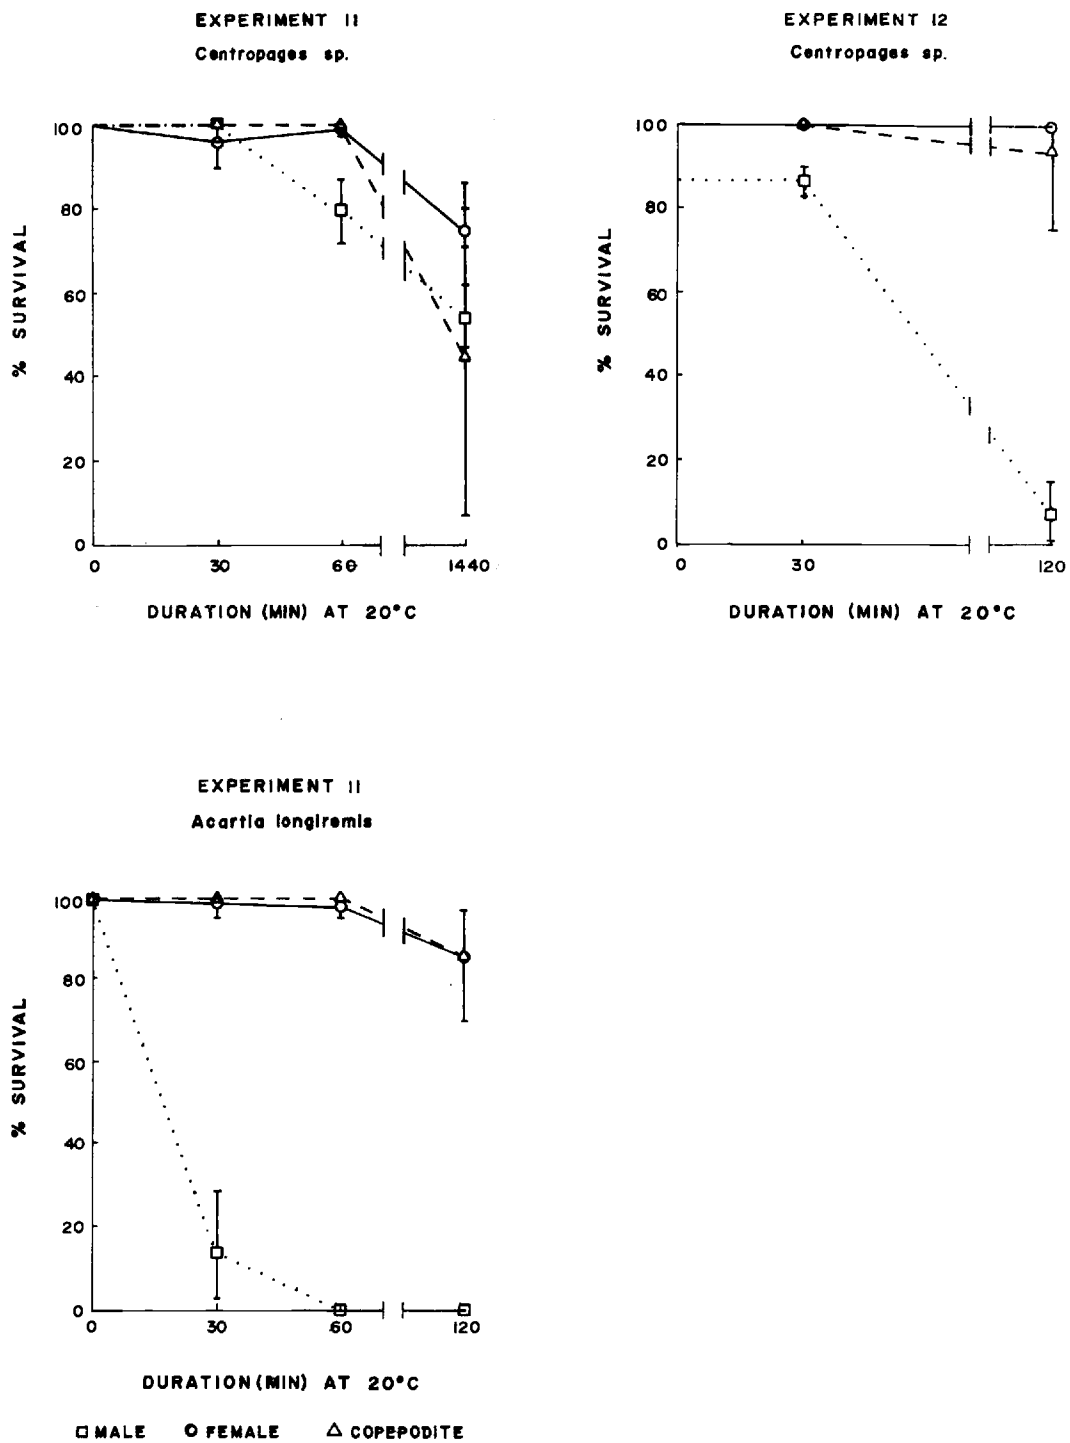 EXPERIMENT 11
Centropages sp.
100
80
60
40
20
0
% SURVIVAL
0 30 60 1440
DURATION (MIN) AT 20°C
EXPERIMENT 12
Centropages sp.
100
80
60
40
20
0
% SURVIVAL
0 30 120
DURATION (MIN) AT 20°C
EXPERIMENT 11
Acartia longiremis
100
80
60
40
20
0
% SURVIVAL
0 30 60 120
DURATION (MIN) AT 20°C
MALE FEMALE COPEPODITE